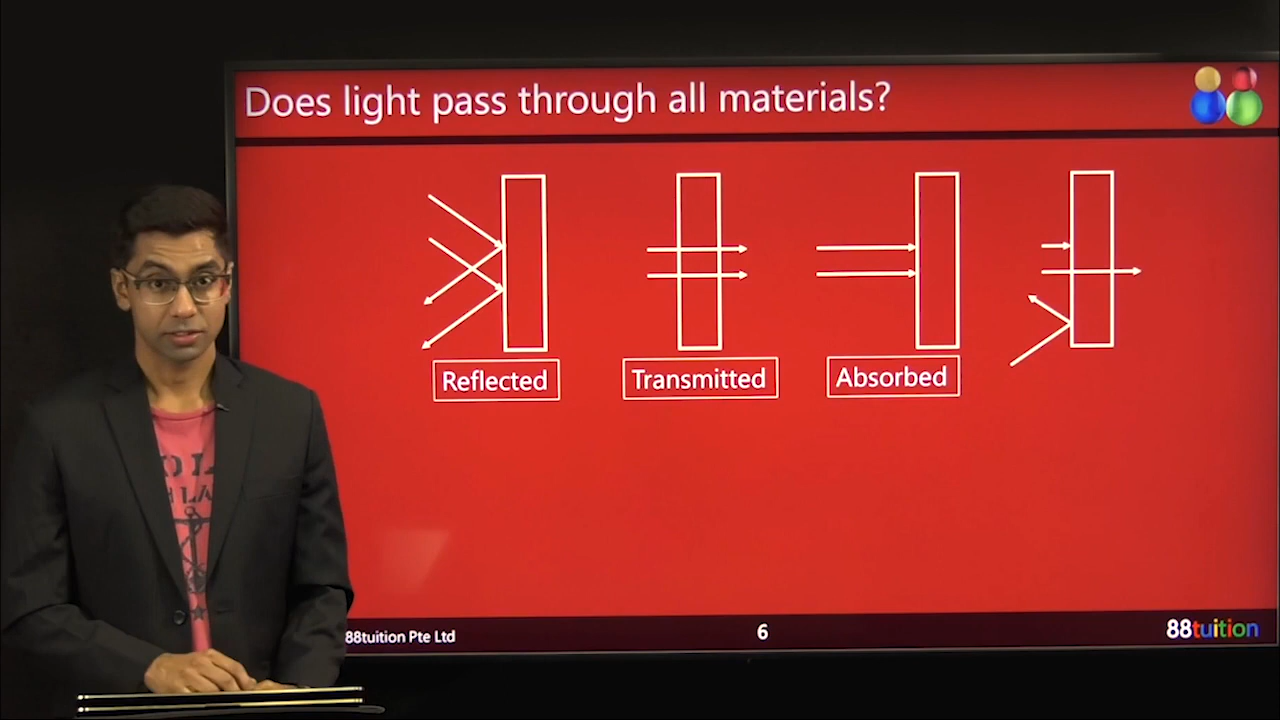 Does light pass through all materials?
Reflected
Transmitted
Absorbed
88tuition Pte Ltd
6
88tuition